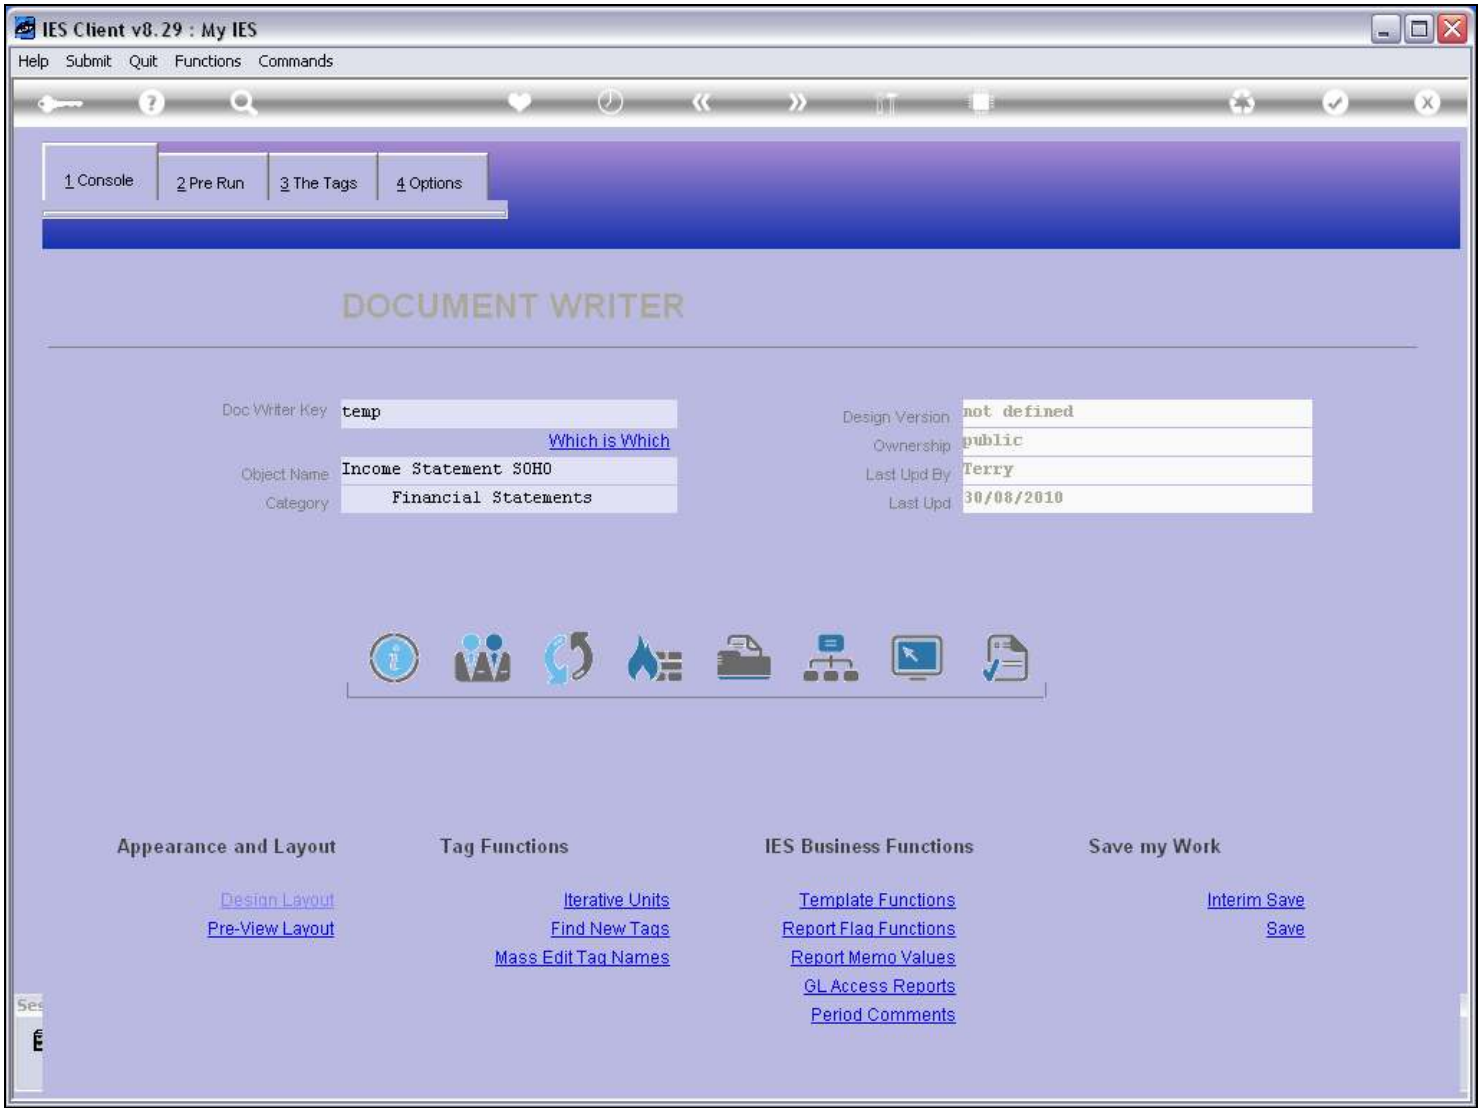 IES Client v8.29 : My IES
Help Submit Quit Functions Commands
1 Console 2 Pre Run 3 The Tags 4 Options
DOCUMENT WRITER
Doc Writer Key temp
Which is Which
Object Name Income Statement SOHO
Category Financial Statements
Design Version not defined
Ownership public
Last Upd By Terry
Last Upd 30/08/2010
Appearance and Layout
Design Layout
Pre-View Layout
Tag Functions
Iterative Units
Find New Tags
Mass Edit Tag Names
IES Business Functions
Template Functions
Report Flag Functions
Report Memo Values
GL Access Reports
Period Comments
Save my Work
Interim Save
Save